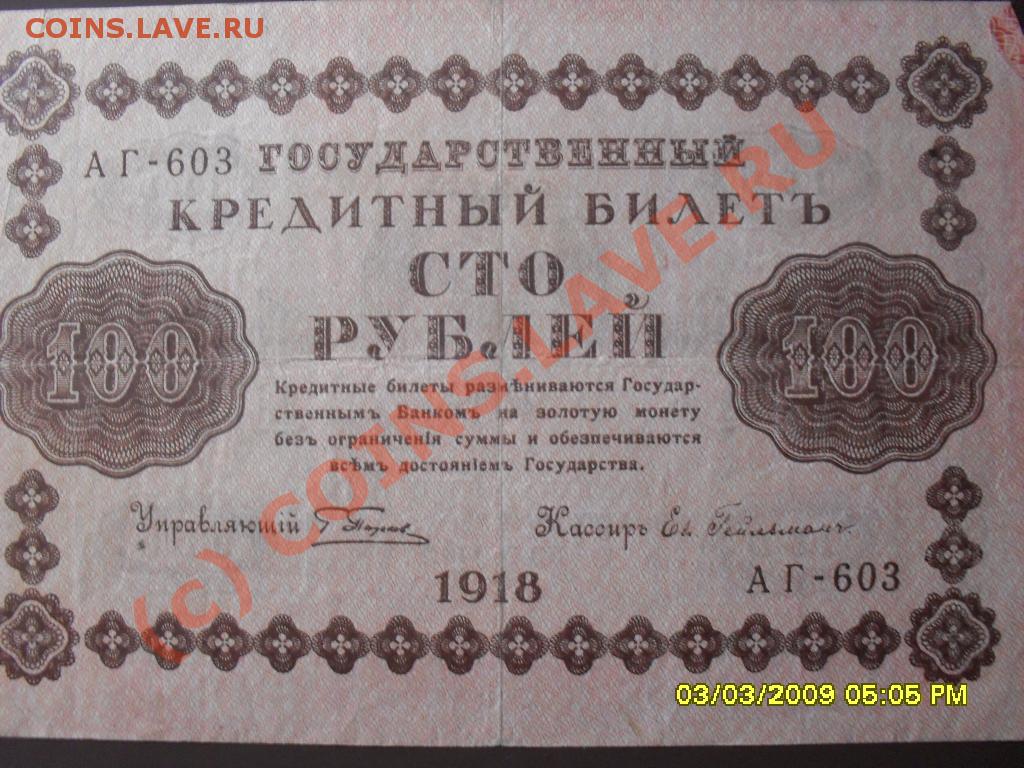 COINS.LAVE.RU
АГ-603 ГОСУДАРСТВЕННЫЙ
КРЕДИТНЫЙ БИЛЕТЪ
СТО
РУБЛЕЙ
100 100
Кредитные билеты размѣниваются Государ-
ственнымъ Банкомъ на золотую монету
безъ ограниченія суммы и обезпечиваются
всѣмъ достояніемъ Государства.
Управляющій Кассиръ Ев. Гейльманъ
1918 АГ-603
(c) COINS.LAVE.RU
03/03/2009 05:05 PM